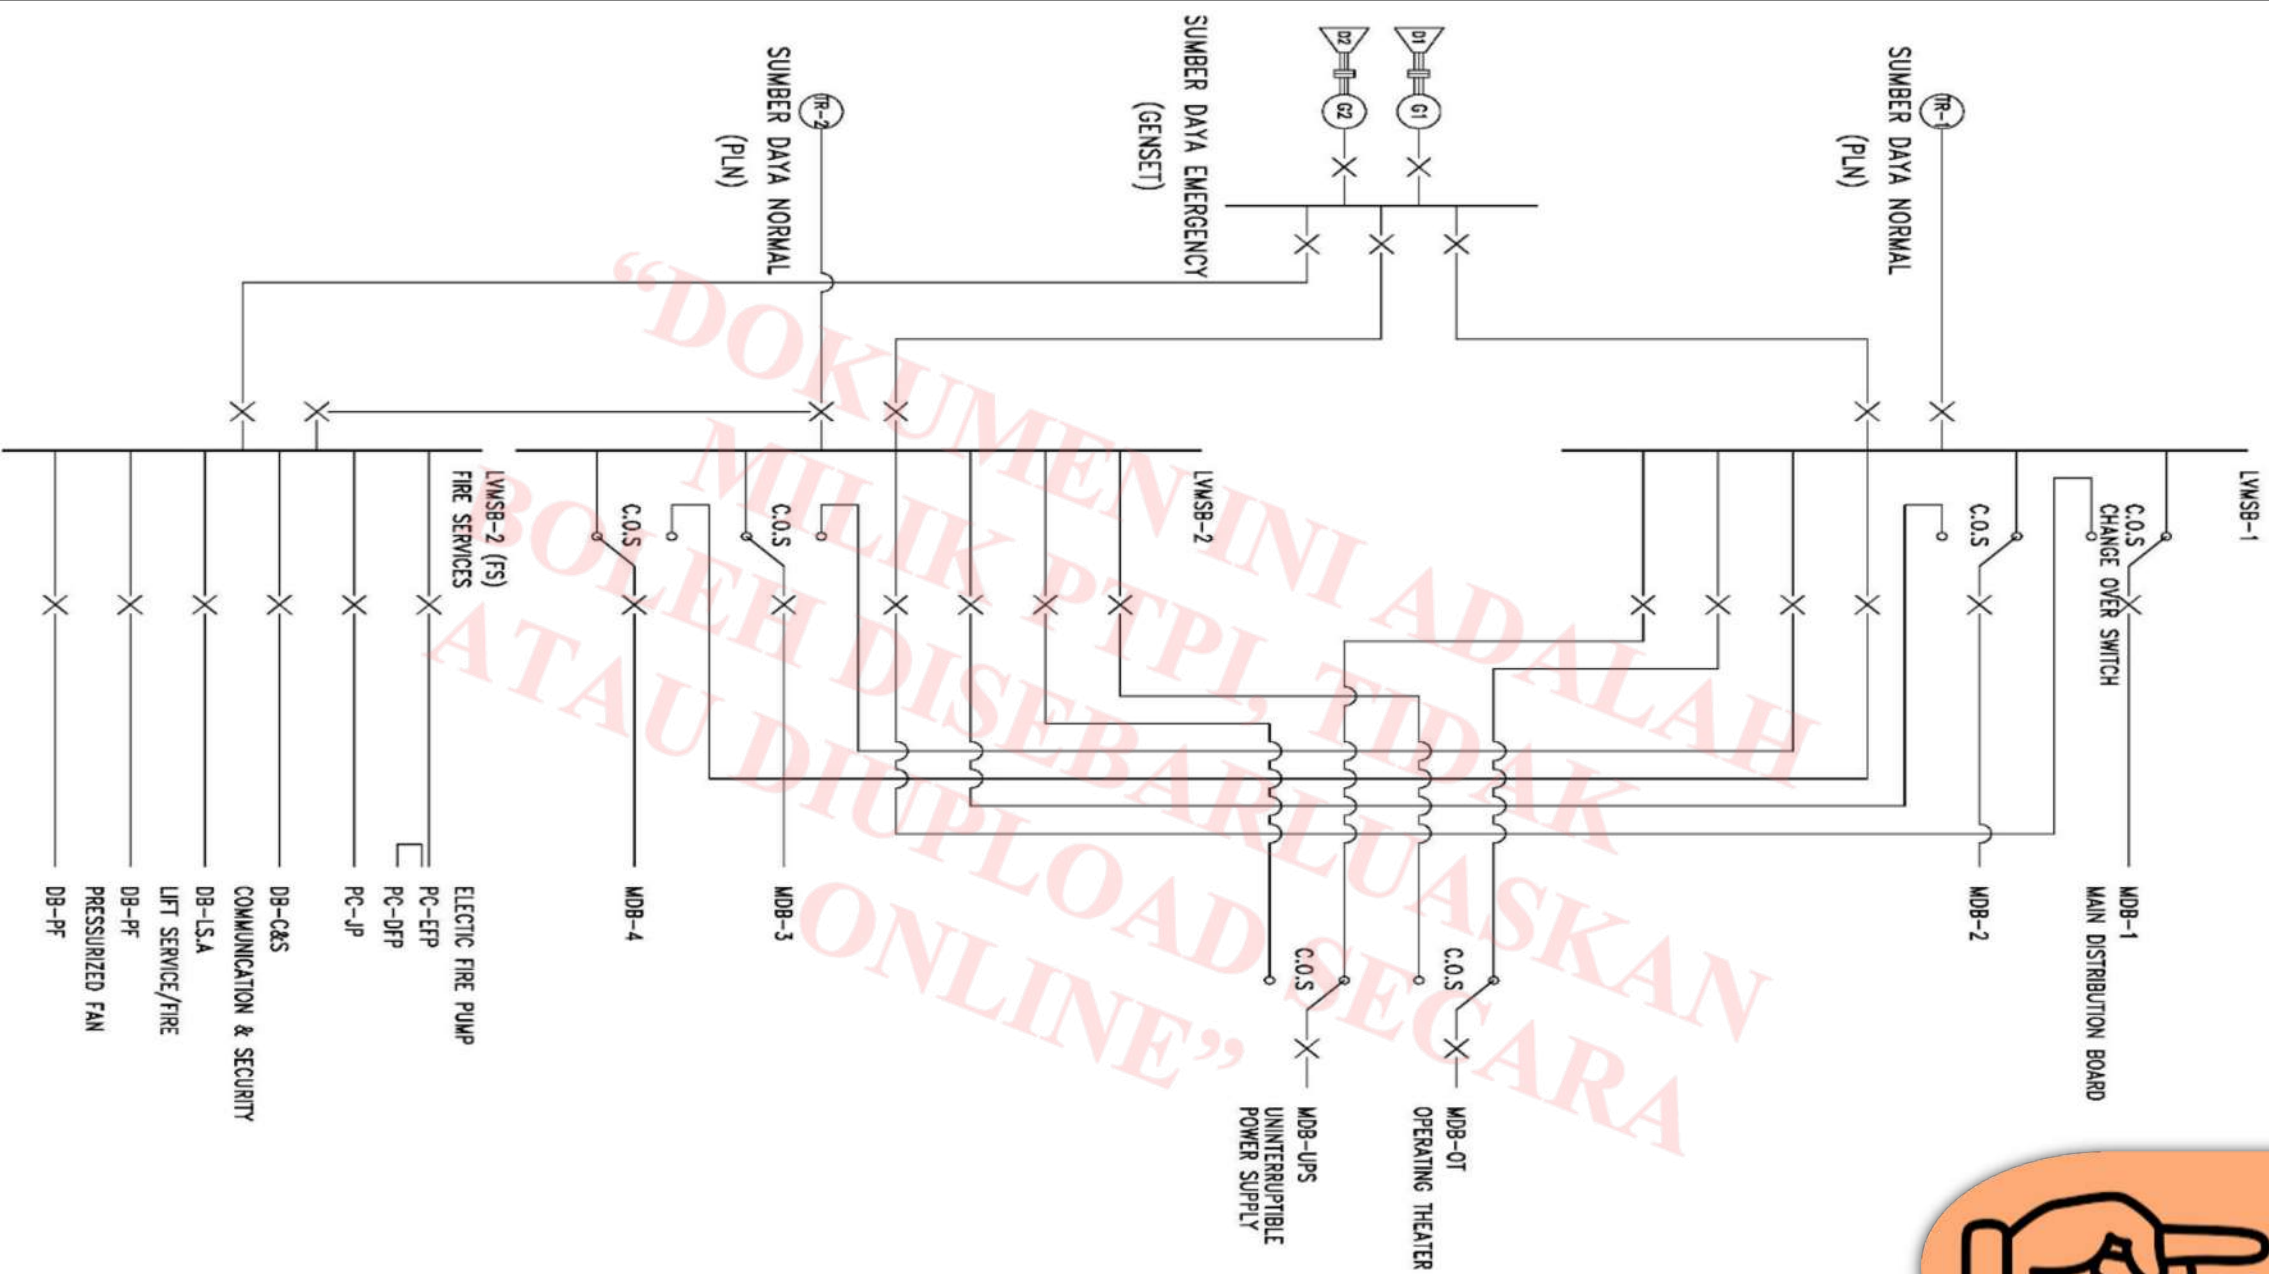 SUMBER DAYA NORMAL
(PLN)
TR-2
SUMBER DAYA EMERGENCY
(GENSET)
D2
G2
D1
G1
SUMBER DAYA NORMAL
(PLN)
TR-1
LVMSB-2 (FS)
FIRE SERVICES
LVMSB-2
LVMSB-1
C.O.S
C.O.S
C.O.S
C.O.S
CHANGE OVER SWITCH
DB-PF
DB-PF
PRESSURIZED FAN
DB-LS.A
LIFT SERVICE/FIRE
DB-C&S
COMMUNICATION & SECURITY
PC-JP
PC-DFP
PC-EFP
ELECTIC FIRE PUMP
MDB-4
MDB-3
C.O.S
MDB-UPS
UNINTERRUPTIBLE
POWER SUPPLY
C.O.S
MDB-OT
OPERATING THEATER
MDB-2
MDB-1
MAIN DISTRIBUTION BOARD
“DOKUMEN INI ADALAH
MILIK PTPI, TIDAK
BOLEH DISEBARLUASKAN
ATAU DIUPLOAD SECARA
ONLINE”